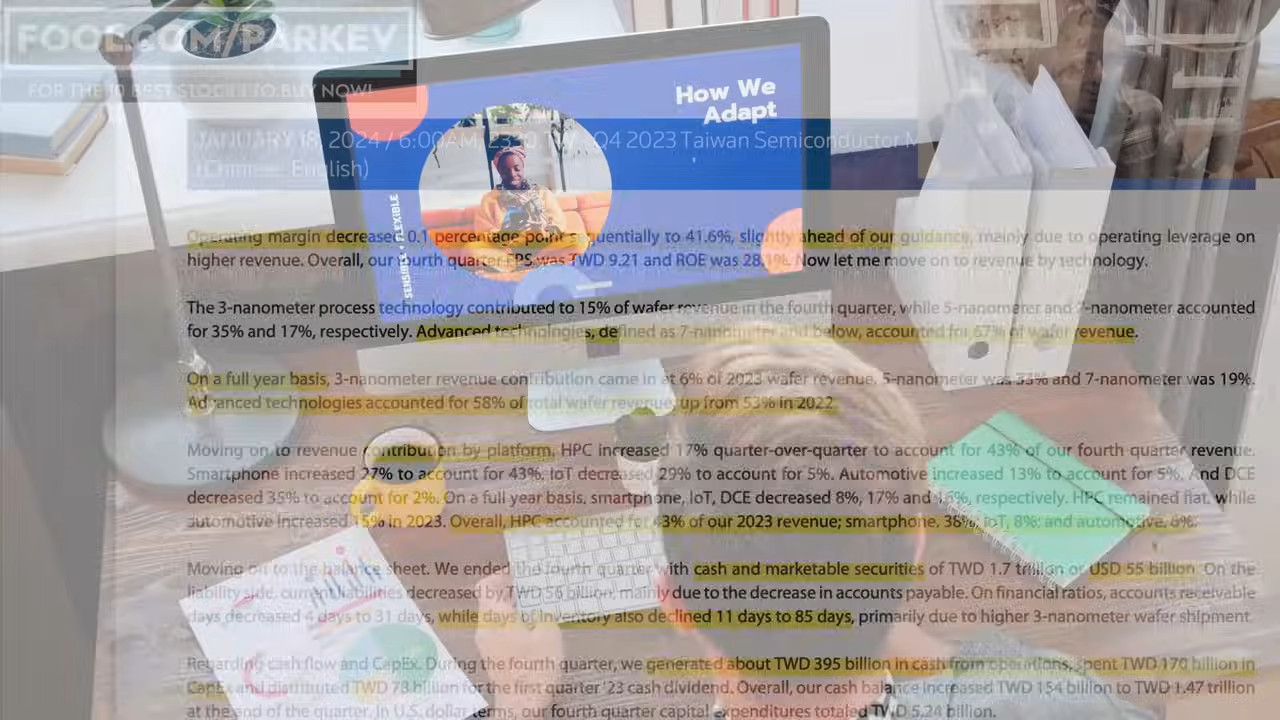 FOOL.COM/PARKEV
FOR THE 10 BEST STOCKS TO BUY NOW!
How We
Adapt
SENSIBLE & FLEXIBLE
JANUARY 18, 2024 / 6:00AM, Q4 2023 Taiwan Semiconductor M
(Chinese, English)
Operating margin decreased 0.1 percentage point sequentially to 41.6%, slightly ahead of our guidance, mainly due to operating leverage on
higher revenue. Overall, our fourth quarter EPS was TWD 9.21 and ROE was 28.1%. Now let me move on to revenue by technology.
The 3-nanometer process technology contributed to 15% of wafer revenue in the fourth quarter, while 5-nanometer and 7-nanometer accounted
for 35% and 17%, respectively. Advanced technologies, defined as 7-nanometer and below, accounted for 67% of wafer revenue.
On a full year basis, 3-nanometer revenue contribution came in at 6% of 2023 wafer revenue. 5-nanometer was 33% and 7-nanometer was 19%.
Advanced technologies accounted for 58% of total wafer revenue, up from 53% in 2022.
Moving on to revenue contribution by platform. HPC increased 17% quarter-over-quarter to account for 43% of our fourth quarter revenue.
Smartphone increased 27% to account for 43%. IoT decreased 29% to account for 5%. Automotive increased 13% to account for 5%, and DCE
decreased 35% to account for 2%. On a full year basis, smartphone, IoT, DCE decreased 8%, 17% and 16%, respectively. HPC remained flat, while
automotive increased 15% in 2023. Overall, HPC accounted for 43% of our 2023 revenue; smartphone, 38%; IoT, 8%; and automotive, 6%.
Moving on to the balance sheet. We ended the fourth quarter with cash and marketable securities of TWD 1.7 trillion or USD 55 billion. On the
liability side, current liabilities decreased by TWD 56 billion, mainly due to the decrease in accounts payable. On financial ratios, accounts receivable
days decreased 4 days to 31 days, while days of inventory also declined 11 days to 85 days, primarily due to higher 3-nanometer wafer shipment.
Regarding cash flow and CapEx. During the fourth quarter, we generated about TWD 395 billion in cash from operations, spent TWD 170 billion in
CapEx and distributed TWD 78 billion for the first quarter '23 cash dividend. Overall, our cash balance increased TWD 154 billion to TWD 1.47 trillion
at the end of the quarter. In U.S. dollar terms, our fourth quarter capital expenditures totaled TWD 5.24 billion.